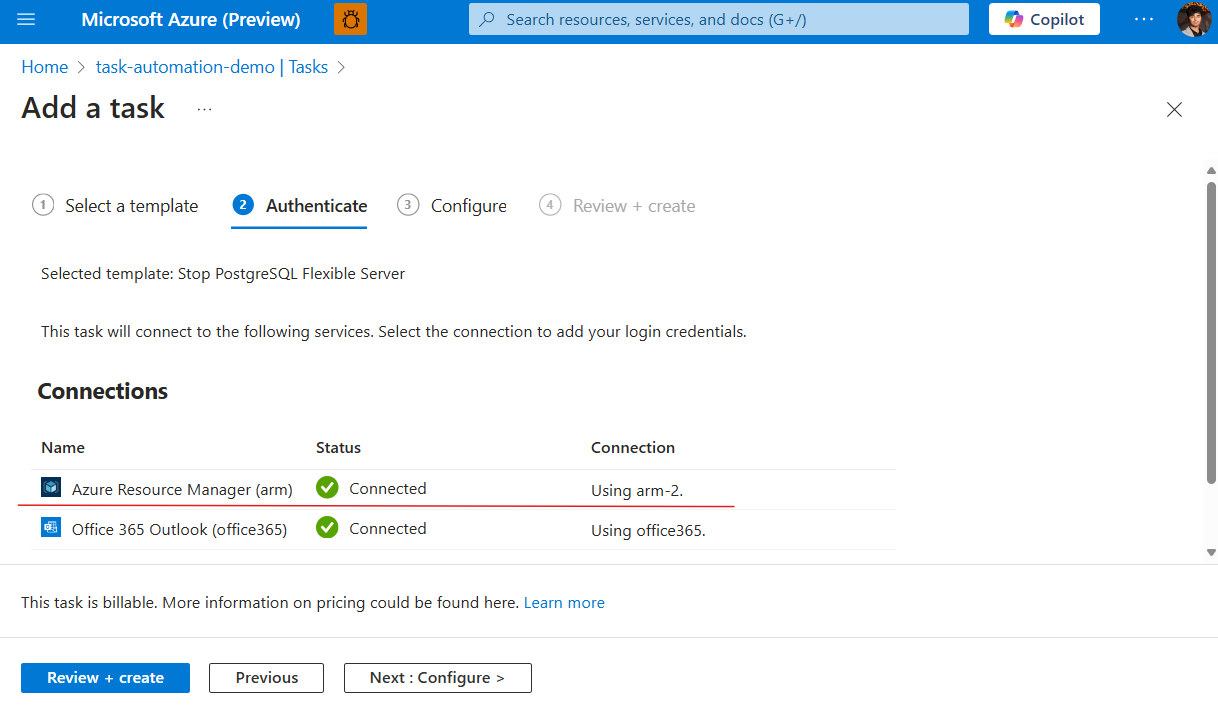 Microsoft Azure (Preview)
Search resources, services, and docs (G+/)
Copilot
Home > task-automation-demo | Tasks >
Add a task
1 Select a template
2 Authenticate
3 Configure
4 Review + create
Selected template: Stop PostgreSQL Flexible Server
This task will connect to the following services. Select the connection to add your login credentials.
Connections
Name Status Connection
Azure Resource Manager (arm) Connected Using arm-2.
Office 365 Outlook (office365) Connected Using office365.
This task is billable. More information on pricing could be found here. Learn more
Review + create
Previous
Next : Configure >